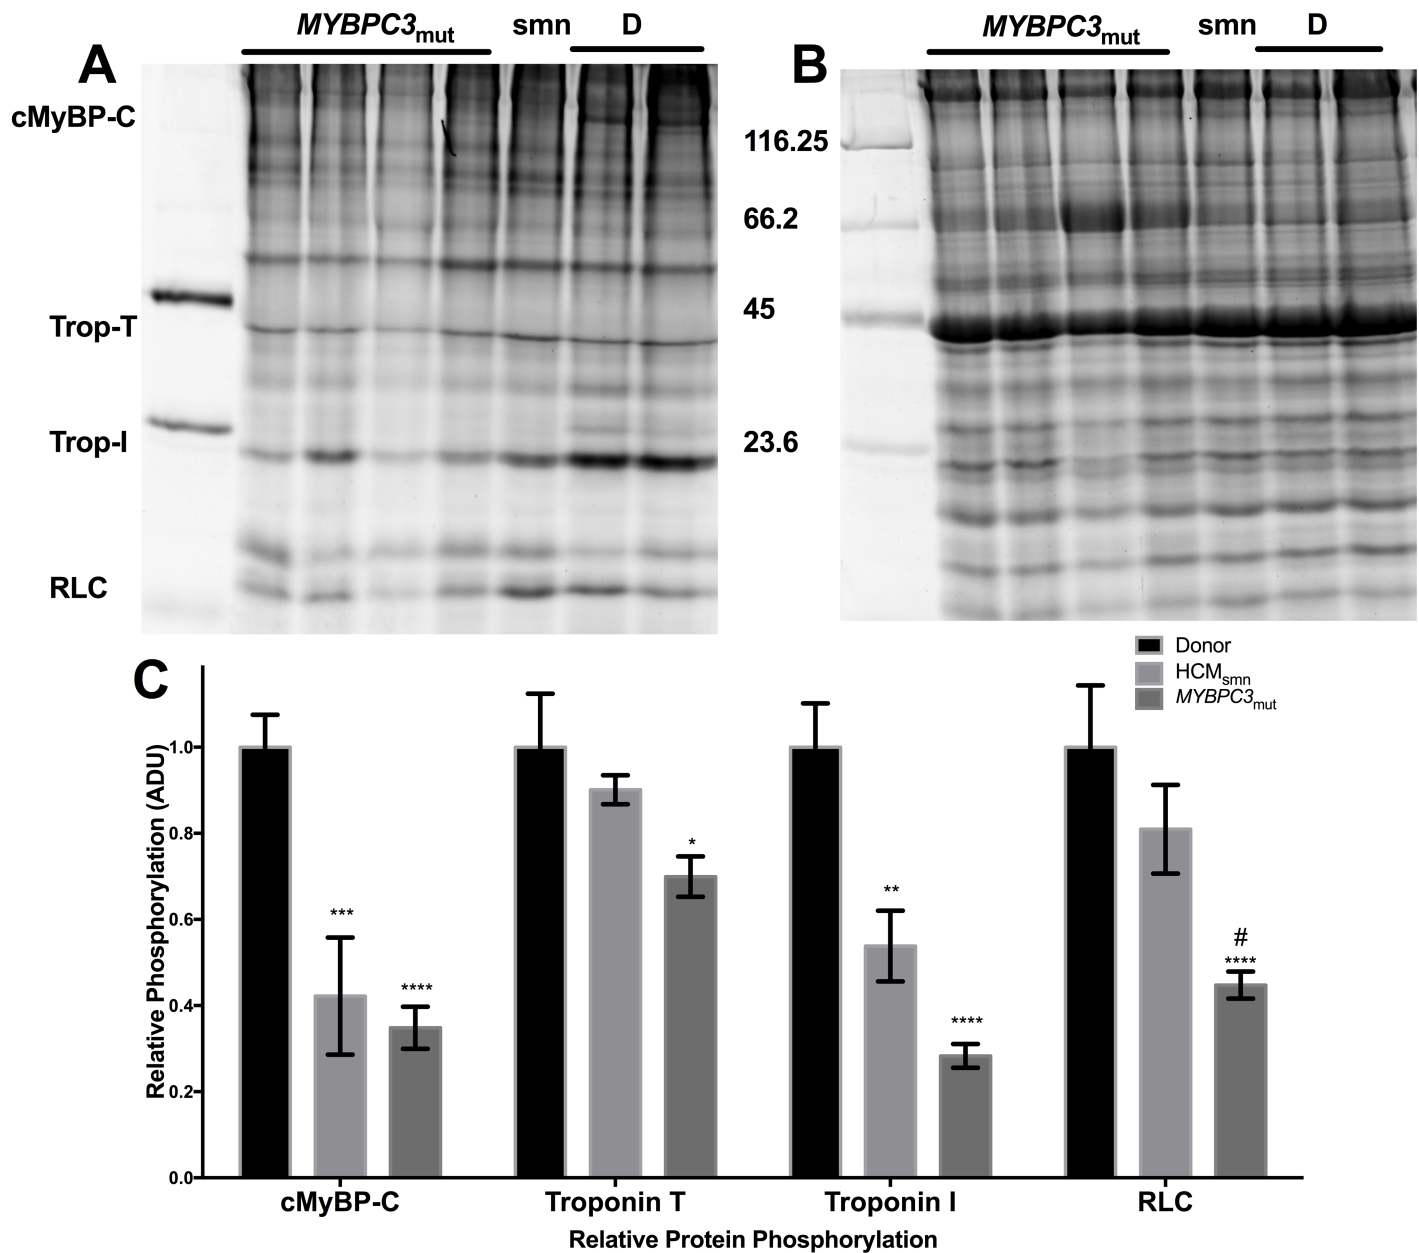 MYBPC3mut smn D
MYBPC3mut smn D
A
B
cMyBP-C
Trop-T
Trop-I
RLC
116.25
66.2
45
23.6
C
Donor
HCMsmn
MYBPC3mut
Relative Phosphorylation (ADU)
1.0
0.8
0.6
0.4
0.2
0.0
***
****
*
**
****
#
****
cMyBP-C Troponin T Troponin I RLC
Relative Protein Phosphorylation